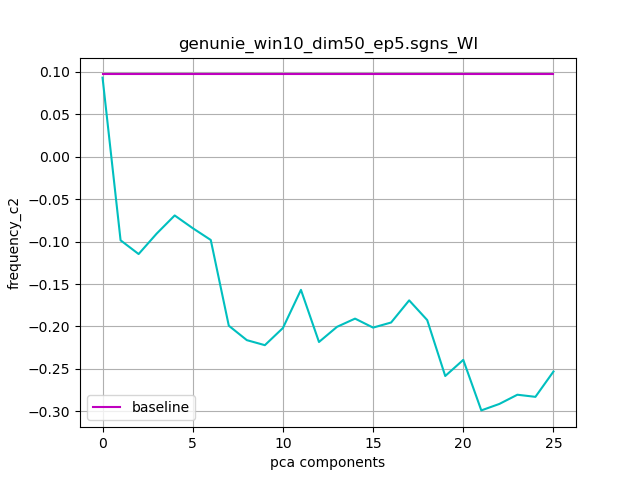 genunie_win10_dim50_ep5.sgns_WI
frequency_c2
0.10
0.05
0.00
−0.05
−0.10
−0.15
−0.20
−0.25
−0.30
baseline
0 5 10 15 20 25
pca components